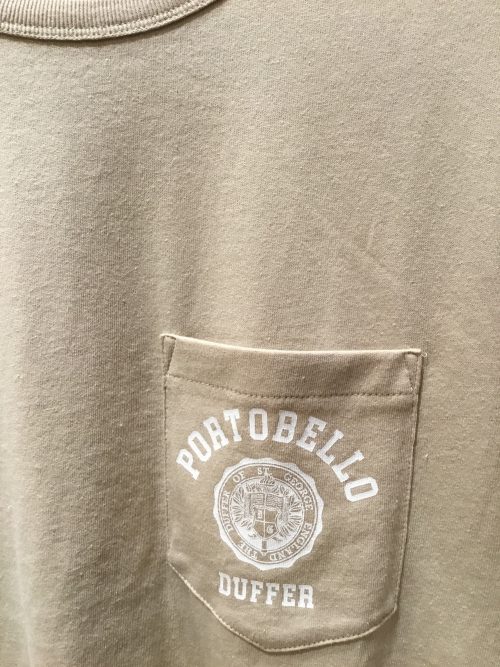 PORTOBELLO
THE DUFFER OF ST. GEORGE ENGLAND
DUFFER